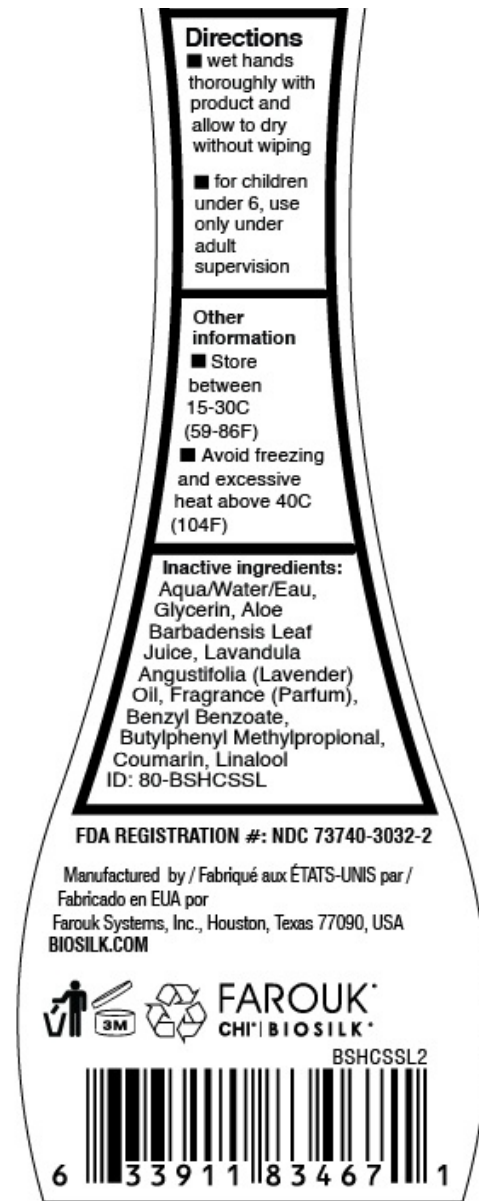 Directions
■ wet hands
thoroughly with
product and
allow to dry
without wiping
■ for children
under 6, use
only under
adult
supervision
Other
information
■ Store
between
15-30C
(59-86F)
■ Avoid freezing
and excessive
heat above 40C
(104F)
Inactive ingredients:
Aqua/Water/Eau,
Glycerin, Aloe
Barbadensis Leaf
Juice, Lavandula
Angustifolia (Lavender)
Oil, Fragrance (Parfum),
Benzyl Benzoate,
Butylphenyl Methylpropional,
Coumarin, Linalool
ID: 80-BSHCSSL
FDA REGISTRATION #: NDC 73740-3032-2
Manufactured by / Fabriqué aux ÉTATS-UNIS par /
Fabricado en EUA por
Farouk Systems, Inc., Houston, Texas 77090, USA
BIOSILK.COM
3M
FAROUK
CHI | BIOSILK
BSHCSSL2
6 33911 83467 1